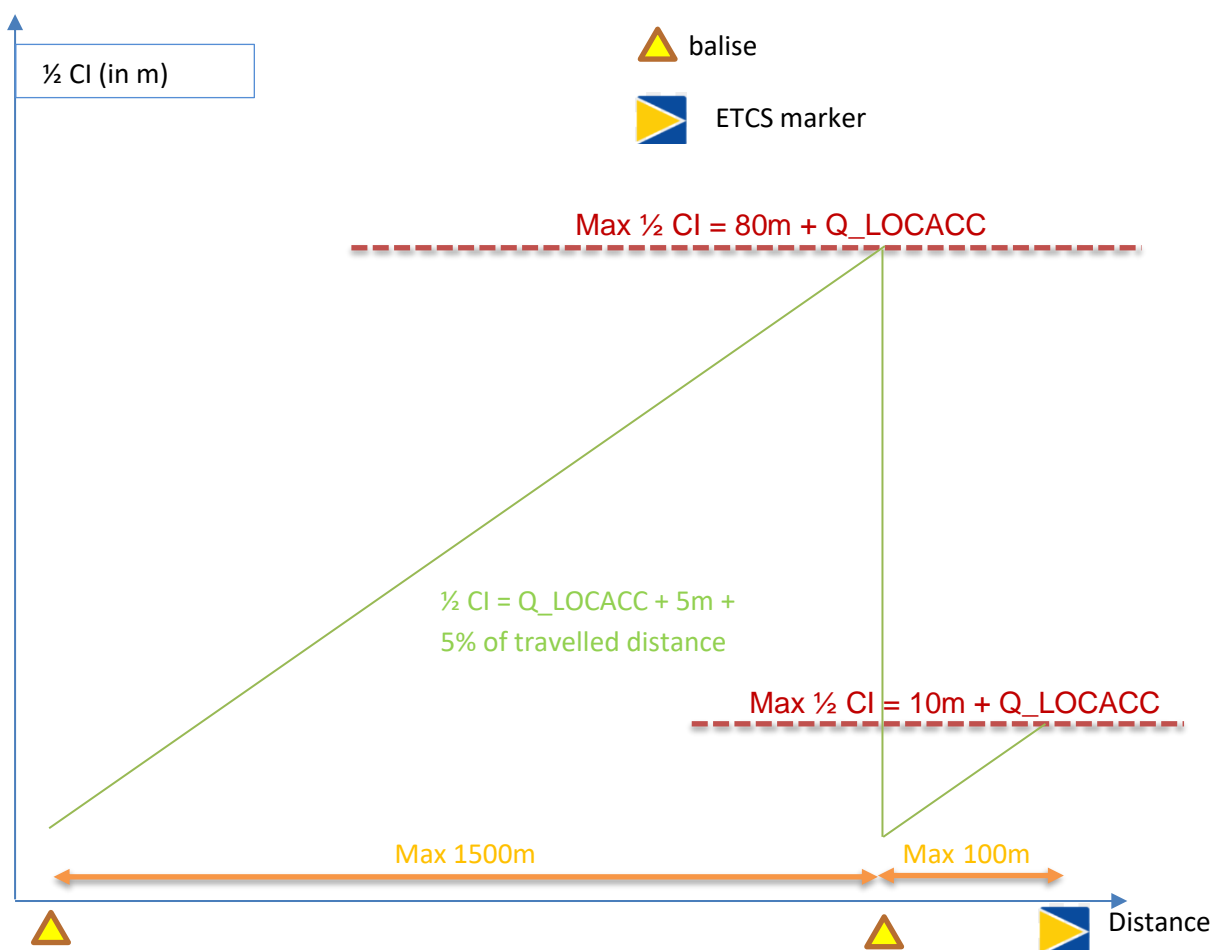 balise
½ CI (in m)
ETCS marker
Max ½ CI = 80m + Q_LOCACC
½ CI = Q_LOCACC + 5m +
5% of travelled distance
Max ½ CI = 10m + Q_LOCACC
Max 1500m
Max 100m
Distance